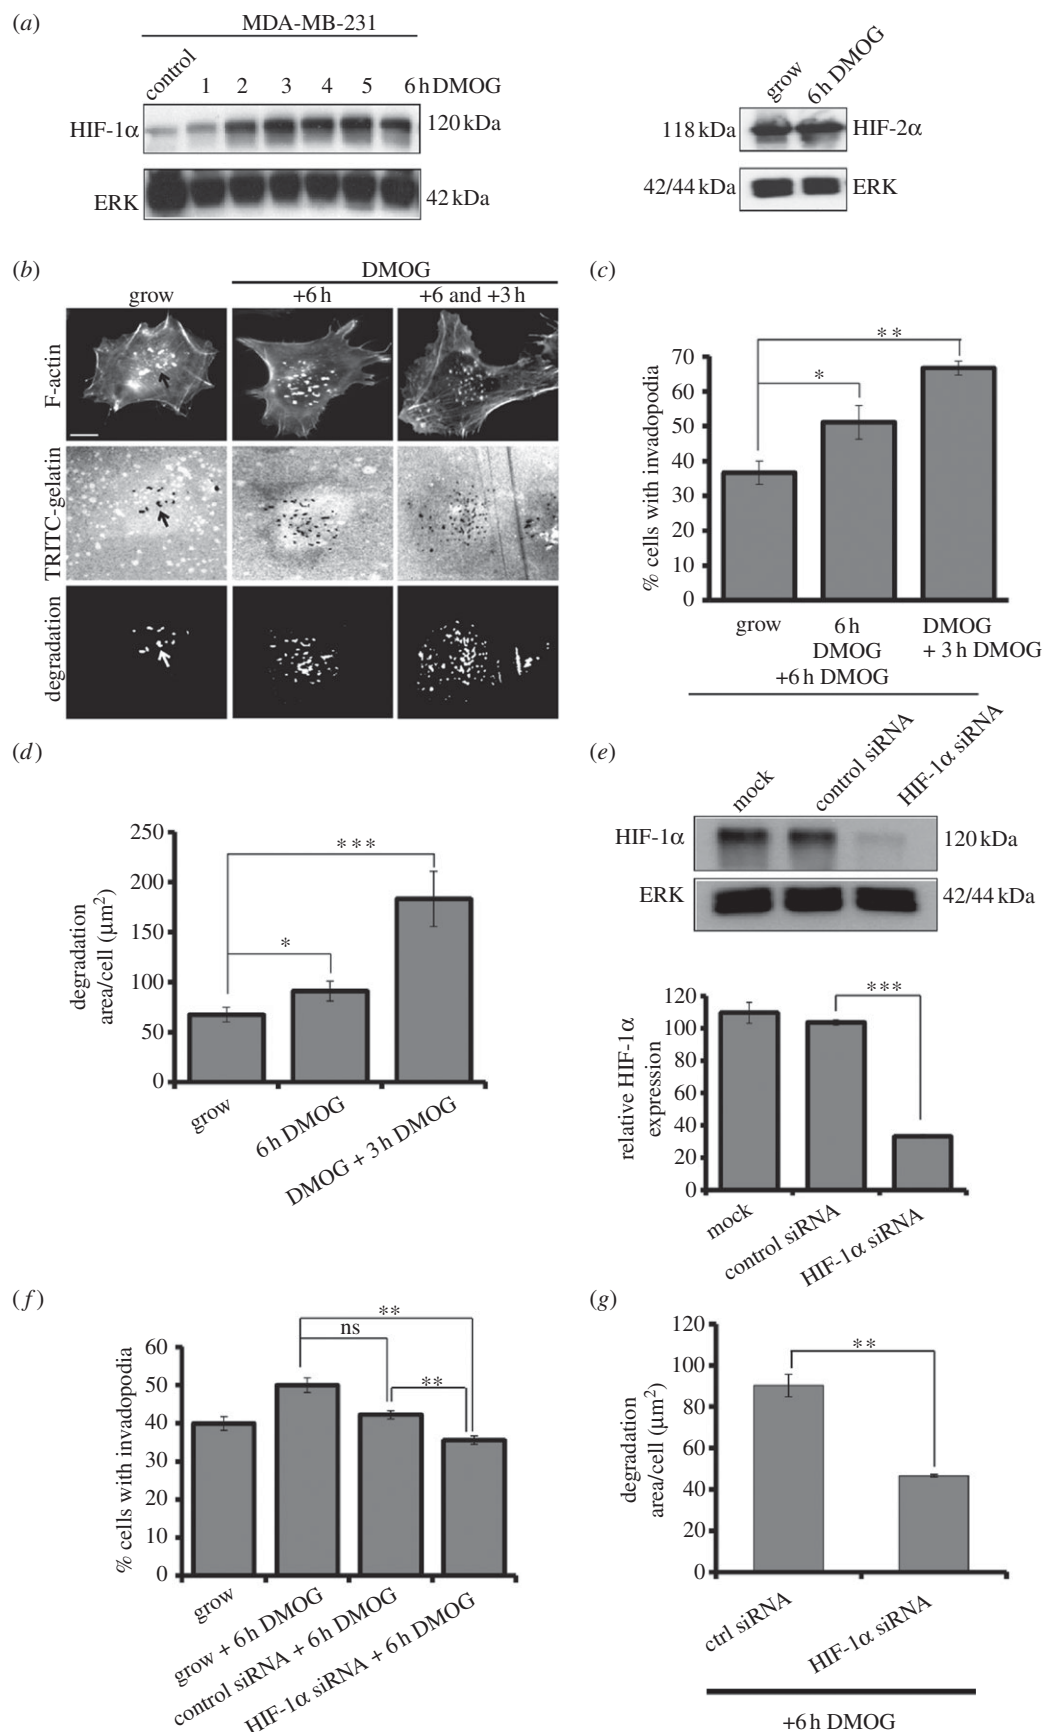 (a)
MDA-MB-231
control 1 2 3 4 5 6 h DMOG
HIF-1α 120 kDa
ERK 42 kDa
grow 6 h DMOG
118 kDa HIF-2α
42/44 kDa ERK
(b)
DMOG
grow +6 h +6 and +3 h
F-actin
TRITC-gelatin
degradation
(c)
% cells with invadopodia
70
60
50
40
30
20
10
0
*
**
grow
6 h
DMOG
DMOG
+ 3 h DMOG
(d)
degradation
area/cell (μm²)
250
200
150
100
50
0
*
***
grow
6 h DMOG
DMOG + 3 h DMOG
(e)
+6 h DMOG
mock
control siRNA
HIF-1α siRNA
HIF-1α 120 kDa
ERK 42/44 kDa
relative HIF-1α
expression
120
100
80
60
40
20
0
***
mock
control siRNA
HIF-1α siRNA
(f)
% cells with invadopodia
60
50
40
30
20
10
0
**
ns
**
grow
grow + 6 h DMOG
control siRNA + 6 h DMOG
HIF-1α siRNA + 6 h DMOG
(g)
degradation
area/cell (μm²)
120
100
80
60
40
20
0
**
ctrl siRNA
HIF-1α siRNA
+6 h DMOG